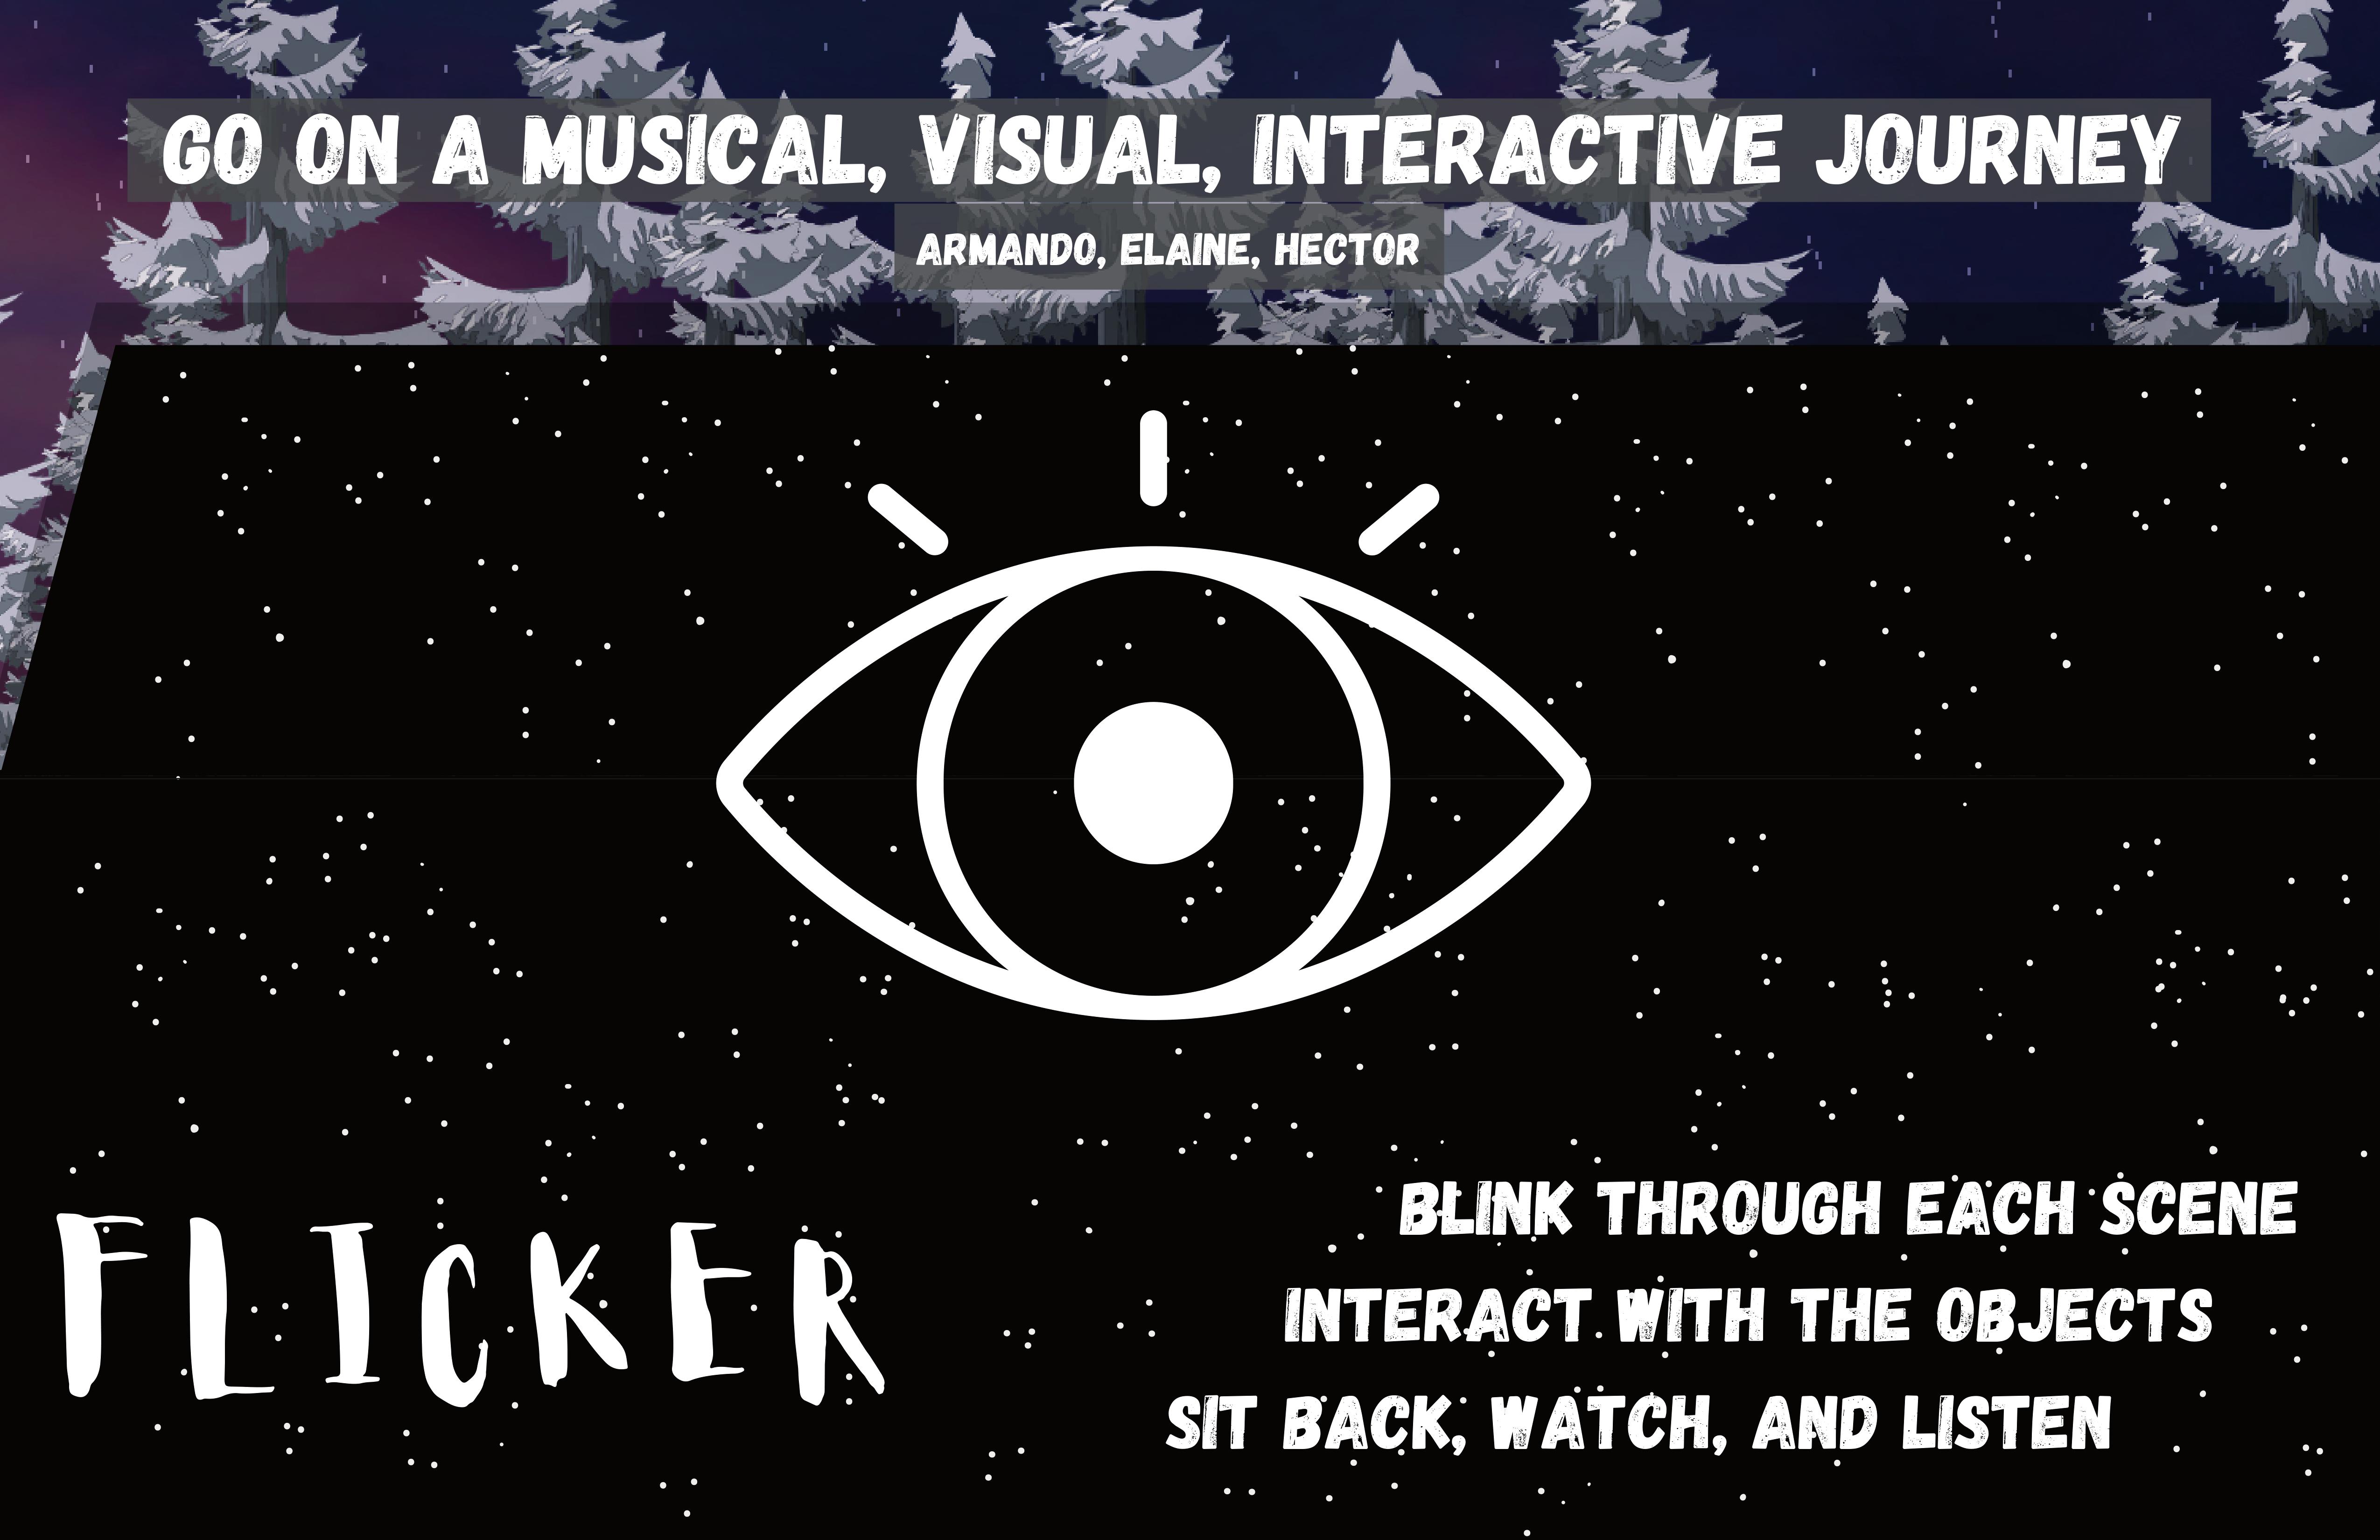 GO ON A MUSICAL, VISUAL, INTERACTIVE JOURNEY
ARMANDO, ELAINE, HECTOR
FLICKER
BLINK THROUGH EACH SCENE
INTERACT WITH THE OBJECTS
SIT BACK, WATCH, AND LISTEN